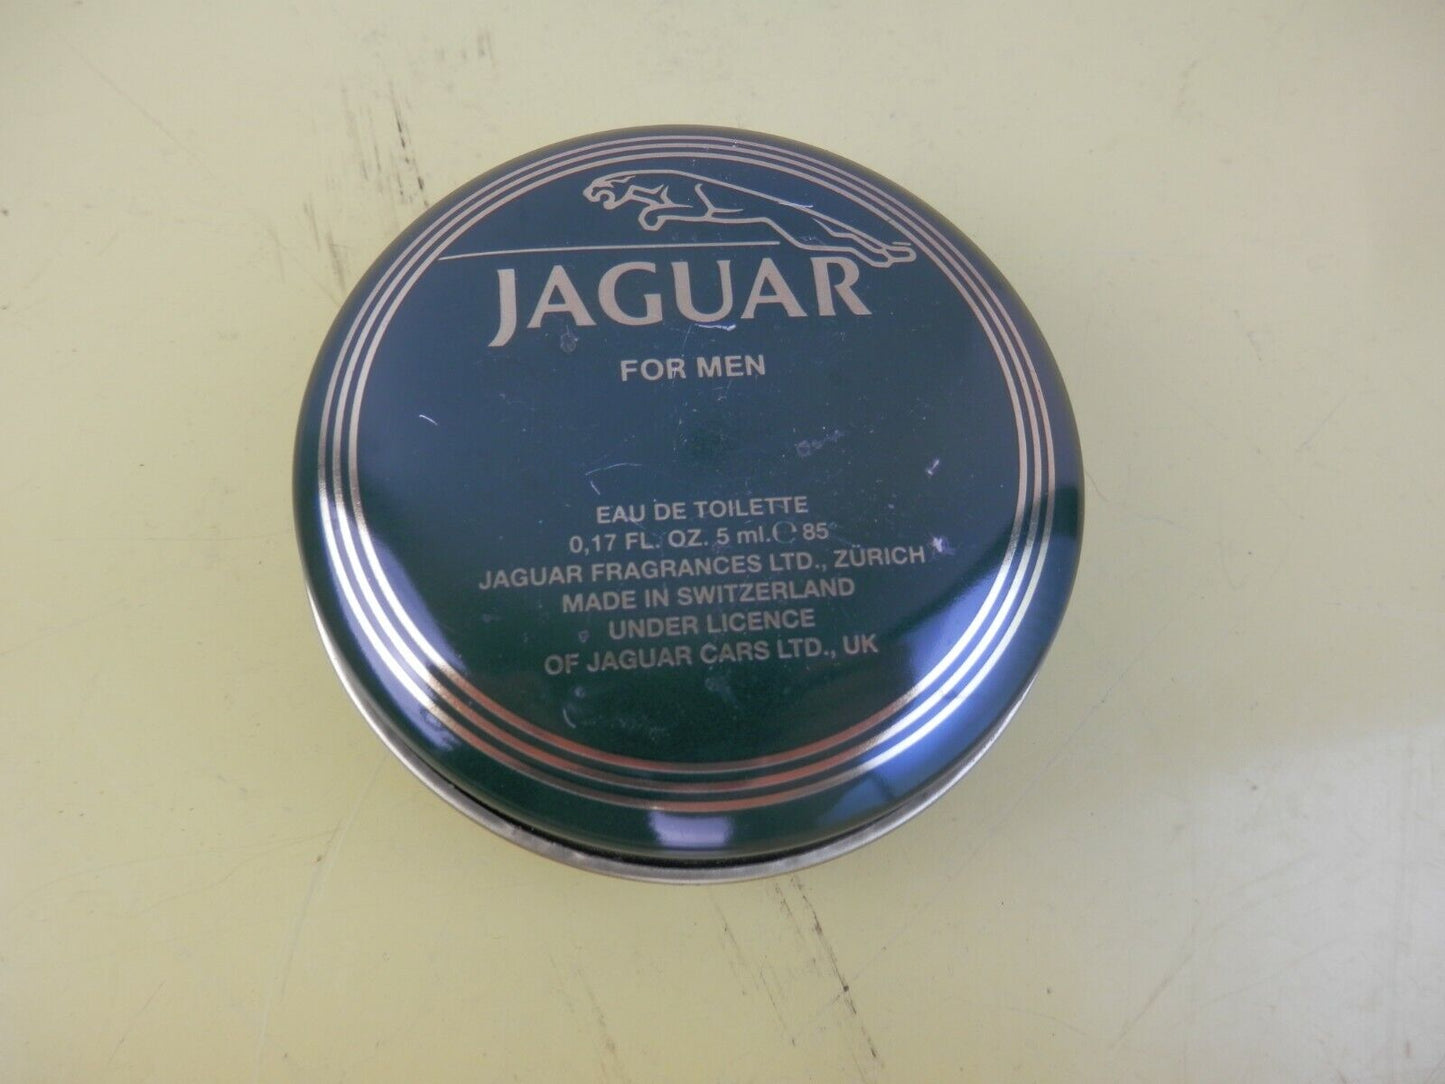 JAGUAR
FOR MEN
EAU DE TOILETTE
0,17 FL. OZ. 5 ml. ℮ 85
JAGUAR FRAGRANCES LTD., ZÜRICH
MADE IN SWITZERLAND
UNDER LICENCE
OF JAGUAR CARS LTD., UK